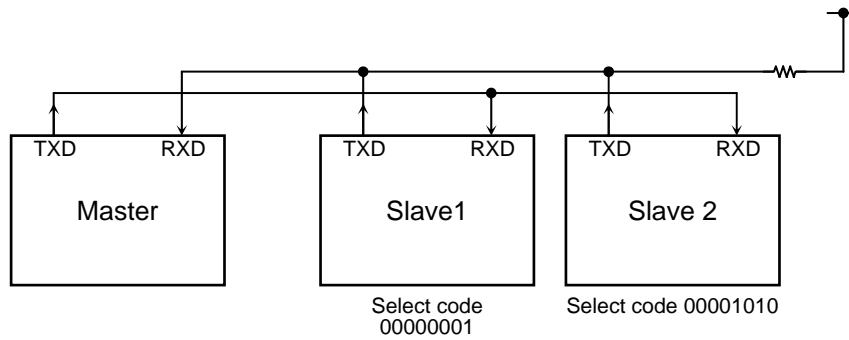 TXD RXD TXD RXD TXD RXD
Master Slave1 Slave 2
Select code
00000001
Select code 00001010